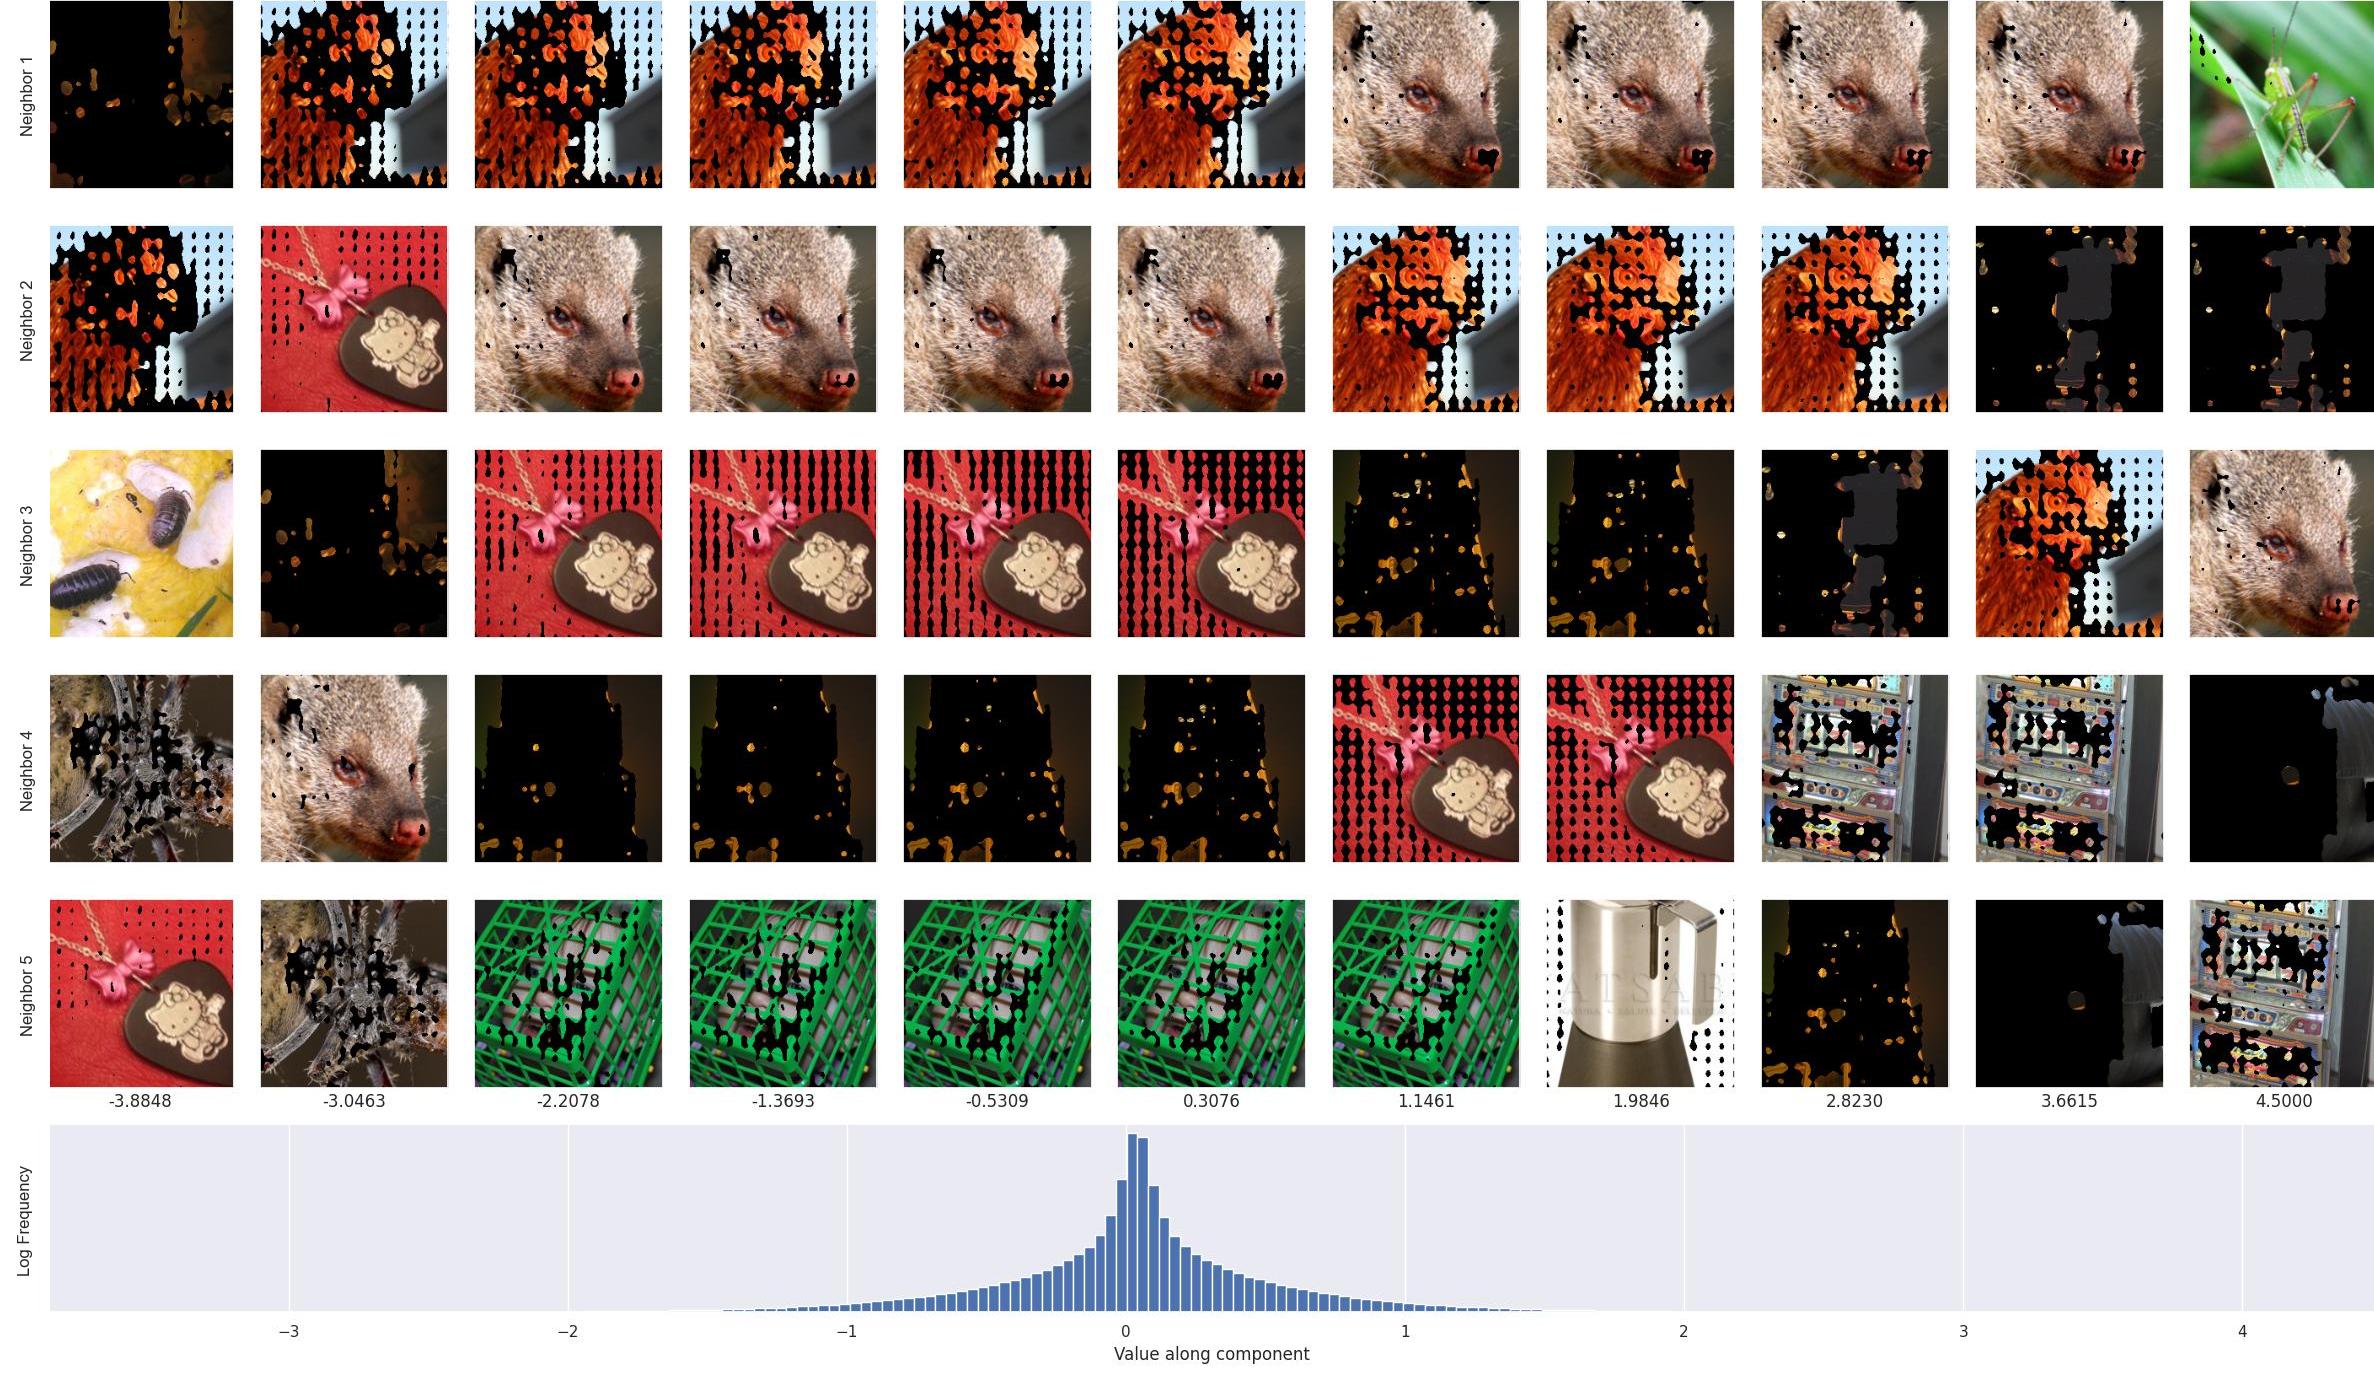 Neighbor 1
Neighbor 2
Neighbor 3
Neighbor 4
ATSAB
Neighbor 5
-3.8848 -3.0463 -2.2078 -1.3693 -0.5309 0.3076 1.1461 1.9846 2.8230 3.6615 4.5000
Log Frequency
−3 −2 −1 0 1 2 3 4
Value along component